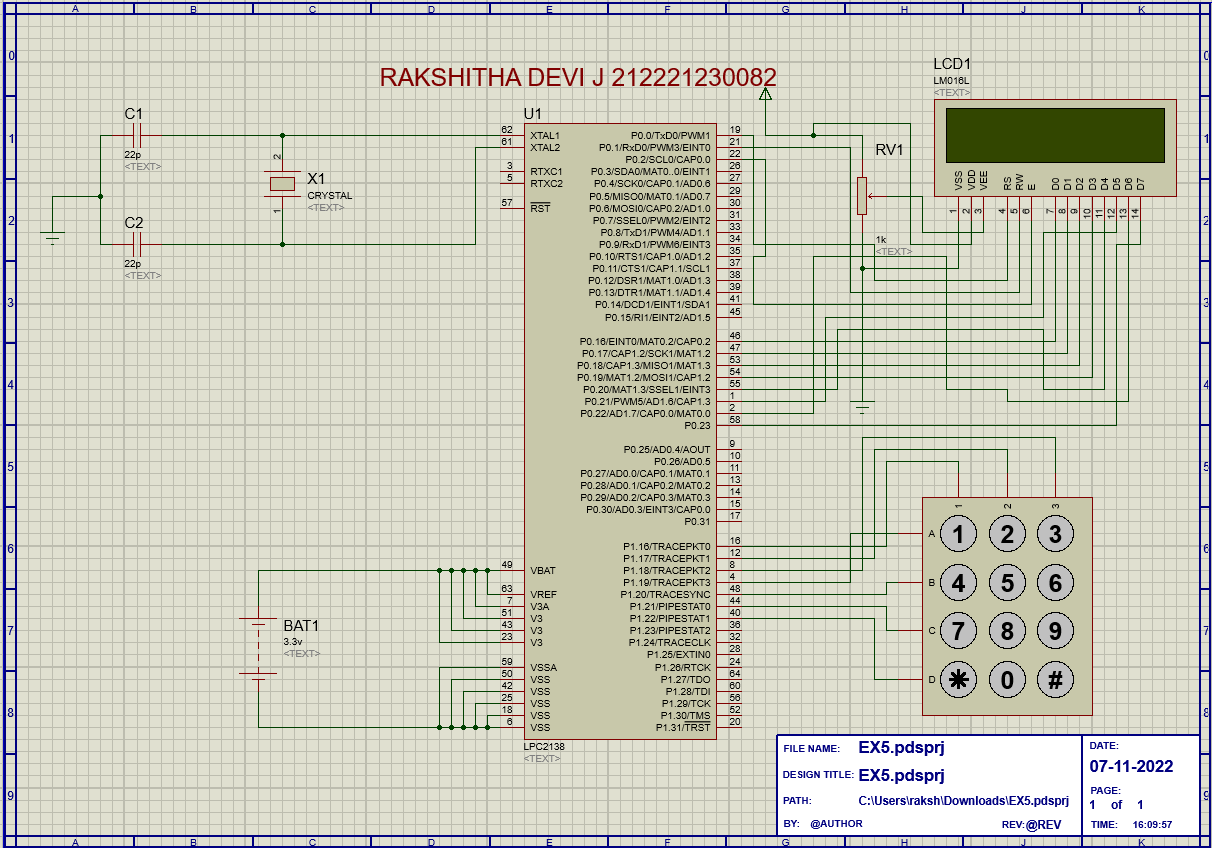 A B C D E F G H J K
RAKSHITHA DEVI J 212221230082
LCD1
LM016L
<TEXT>
VSS VDD VEE RS RW E D0 D1 D2 D3 D4 D5 D6 D7
1 2 3 4 5 6 7 8 9 10 11 12 13 14
C1
22p
<TEXT>
C2
22p
<TEXT>
X1
CRYSTAL
<TEXT>
2
1
RV1
1k
<TEXT>
U1
62 XTAL1
61 XTAL2
3 RTXC1
5 RTXC2
57 RST
49 VBAT
63 VREF
7 V3A
51 V3
43 V3
23 V3
59 VSSA
50 VSS
42 VSS
25 VSS
18 VSS
6 VSS
P0.0/TxD0/PWM1 19
P0.1/RxD0/PWM3/EINT0 21
P0.2/SCL0/CAP0.0 22
P0.3/SDA0/MAT0..0/EINT1 26
P0.4/SCK0/CAP0.1/AD0.6 27
P0.5/MISO0/MAT0.1/AD0.7 29
P0.6/MOSI0/CAP0.2/AD1.0 30
P0.7/SSEL0/PWM2/EINT2 31
P0.8/TxD1/PWM4/AD1.1 33
P0.9/RxD1/PWM6/EINT3 34
P0.10/RTS1/CAP1.0/AD1.2 35
P0.11/CTS1/CAP1.1/SCL1 37
P0.12/DSR1/MAT1.0/AD1.3 38
P0.13/DTR1/MAT1.1/AD1.4 39
P0.14/DCD1/EINT1/SDA1 41
P0.15/RI1/EINT2/AD1.5 45
P0.16/EINT0/MAT0.2/CAP0.2 46
P0.17/CAP1.2/SCK1/MAT1.2 47
P0.18/CAP1.3/MISO1/MAT1.3 53
P0.19/MAT1.2/MOSI1/CAP1.2 54
P0.20/MAT1.3/SSEL1/EINT3 55
P0.21/PWM5/AD1.6/CAP1.3 1
P0.22/AD1.7/CAP0.0/MAT0.0 2
P0.23 58
P0.25/AD0.4/AOUT 9
P0.26/AD0.5 10
P0.27/AD0.0/CAP0.1/MAT0.1 11
P0.28/AD0.1/CAP0.2/MAT0.2 13
P0.29/AD0.2/CAP0.3/MAT0.3 14
P0.30/AD0.3/EINT3/CAP0.0 15
P0.31 17
P1.16/TRACEPKT0 16
P1.17/TRACEPKT1 12
P1.18/TRACEPKT2 8
P1.19/TRACEPKT3 4
P1.20/TRACESYNC 48
P1.21/PIPESTAT0 44
P1.22/PIPESTAT1 40
P1.23/PIPESTAT2 36
P1.24/TRACECLK 32
P1.25/EXTIN0 28
P1.26/RTCK 24
P1.27/TDO 64
P1.28/TDI 60
P1.29/TCK 56
P1.30/TMS 52
P1.31/TRST 20
LPC2138
<TEXT>
BAT1
3.3v
<TEXT>
1 2 3
A 1 2 3
B 4 5 6
C 7 8 9
D * 0 #
0 0
1 1
2 2
3 3
4 4
5 5
6 6
7 7
8 8
9 9
FILE NAME: EX5.pdsprj
DESIGN TITLE: EX5.pdsprj
PATH: C:\Users\raksh\Downloads\EX5.pdsprj
BY: @AUTHOR REV:@REV
DATE:
07-11-2022
PAGE:
1 of 1
TIME: 16:09:57
A B C D E F G H J K